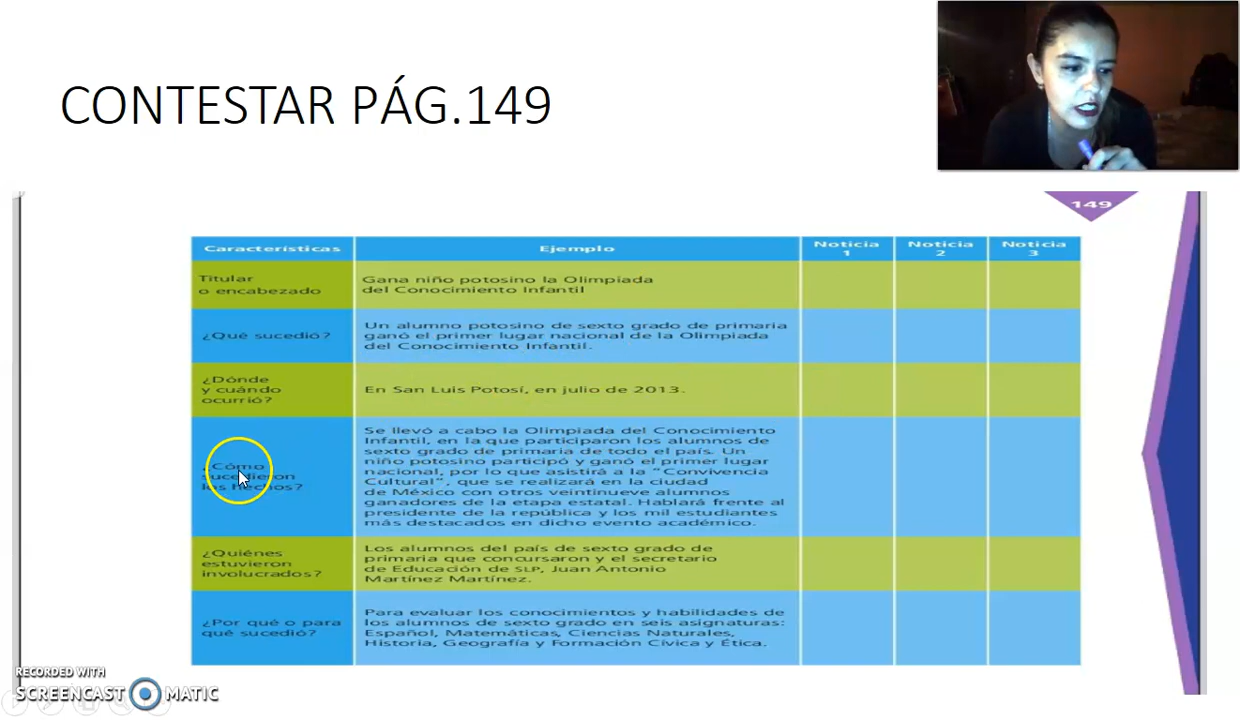 CONTESTAR PÁG.149
149
Características
Ejemplo
Noticia
1
Noticia
2
Noticia
3
Titular
o encabezado
Gana niño potosino la Olimpiada
del Conocimiento Infantil
¿Qué sucedió?
Un alumno potosino de sexto grado de primaria
ganó el primer lugar nacional de la Olimpiada
del Conocimiento Infantil.
¿Dónde
y cuándo
ocurrió?
En San Luis Potosí, en julio de 2013.
¿Cómo
sucedieron
los hechos?
Se llevó a cabo la Olimpiada del Conocimiento
Infantil, en la que participaron los alumnos de
sexto grado de primaria de todo el país. Un
niño potosino participó y ganó el primer lugar
nacional, por lo que asistirá a la "Convivencia
Cultural", que se realizará en la ciudad
de México con otros veintinueve alumnos
ganadores de la etapa estatal. Hablará frente al
presidente de la república y los mil estudiantes
más destacados en dicho evento académico.
¿Quiénes
estuvieron
involucrados?
Los alumnos del país de sexto grado de
primaria que concursaron y el secretario
de Educación de SLP, Juan Antonio
Martínez Martínez.
¿Por qué o para
qué sucedió?
Para evaluar los conocimientos y habilidades de
los alumnos de sexto grado en seis asignaturas:
Español, Matemáticas, Ciencias Naturales,
Historia, Geografía y Formación Cívica y Ética.
RECORDED WITH
SCREENCAST MATIC